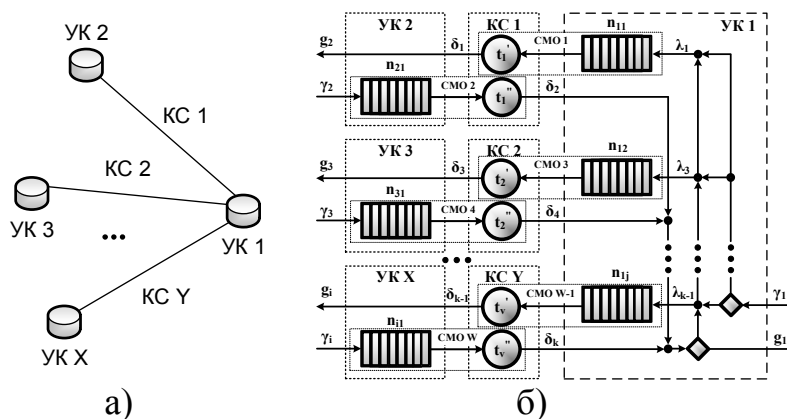 УК 2
КС 1
КС 2
УК 3
...
УК 1
КС Y
УК X
а)
УК 2
КС 1
n11
УК 1
g2
δ1
t1'
СМО 1
λ1
n21
γ2
СМО 2
t1''
δ2
УК 3
КС 2
n12
g3
δ3
t2'
СМО 3
λ3
n31
γ3
СМО 4
t2''
δ4
...
УК X
КС Y
n1j
gi
δk-1
tv'
СМО W-1
λk-1
γ1
ni1
γi
СМО W
tv''
δk
g1
б)